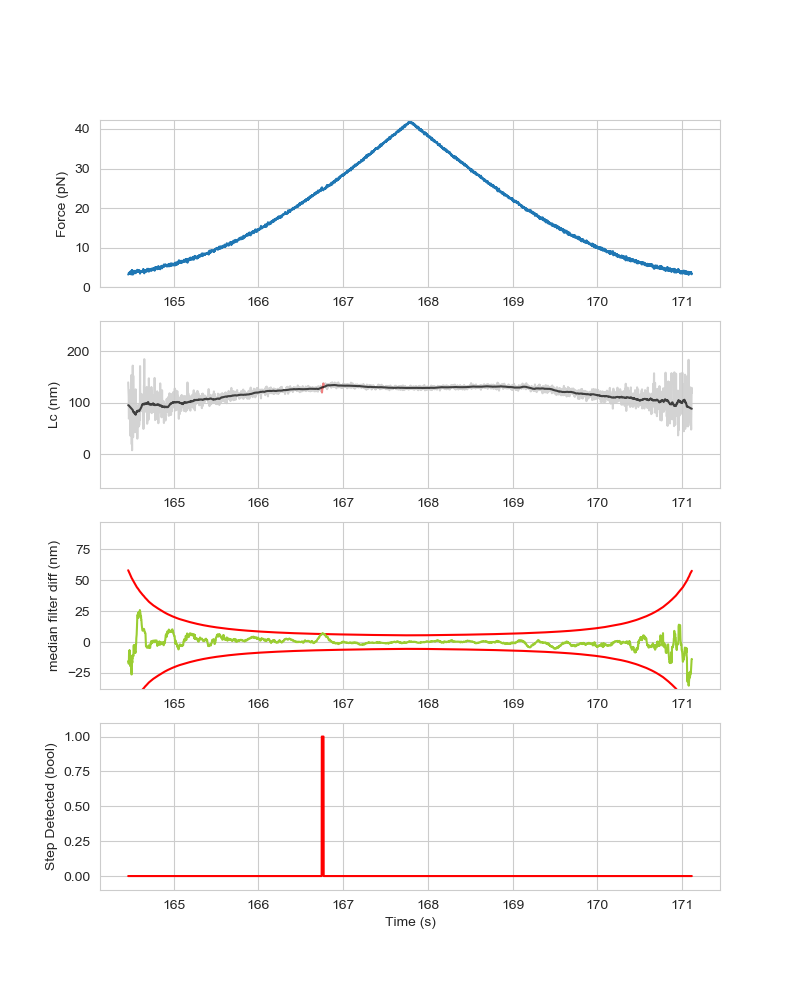 Force (pN)
40
30
20
10
0
165 166 167 168 169 170 171
Lc (nm)
200
100
0
165 166 167 168 169 170 171
median filter diff (nm)
75
50
25
0
−25
165 166 167 168 169 170 171
Step Detected (bool)
1.00
0.75
0.50
0.25
0.00
165 166 167 168 169 170 171
Time (s)